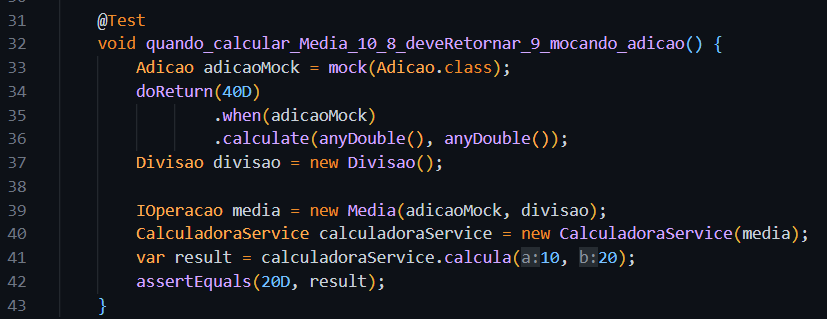 31 @Test
32 void quando_calcular_Media_10_8_deveRetornar_9_mocando_adicao() {
33 Adicao adicaoMock = mock(Adicao.class);
34 doReturn(40D)
35 .when(adicaoMock)
36 .calculate(anyDouble(), anyDouble());
37 Divisao divisao = new Divisao();
38
39 IOperacao media = new Media(adicaoMock, divisao);
40 CalculadoraService calculadoraService = new CalculadoraService(media);
41 var result = calculadoraService.calcula(a:10, b:20);
42 assertEquals(20D, result);
43 }